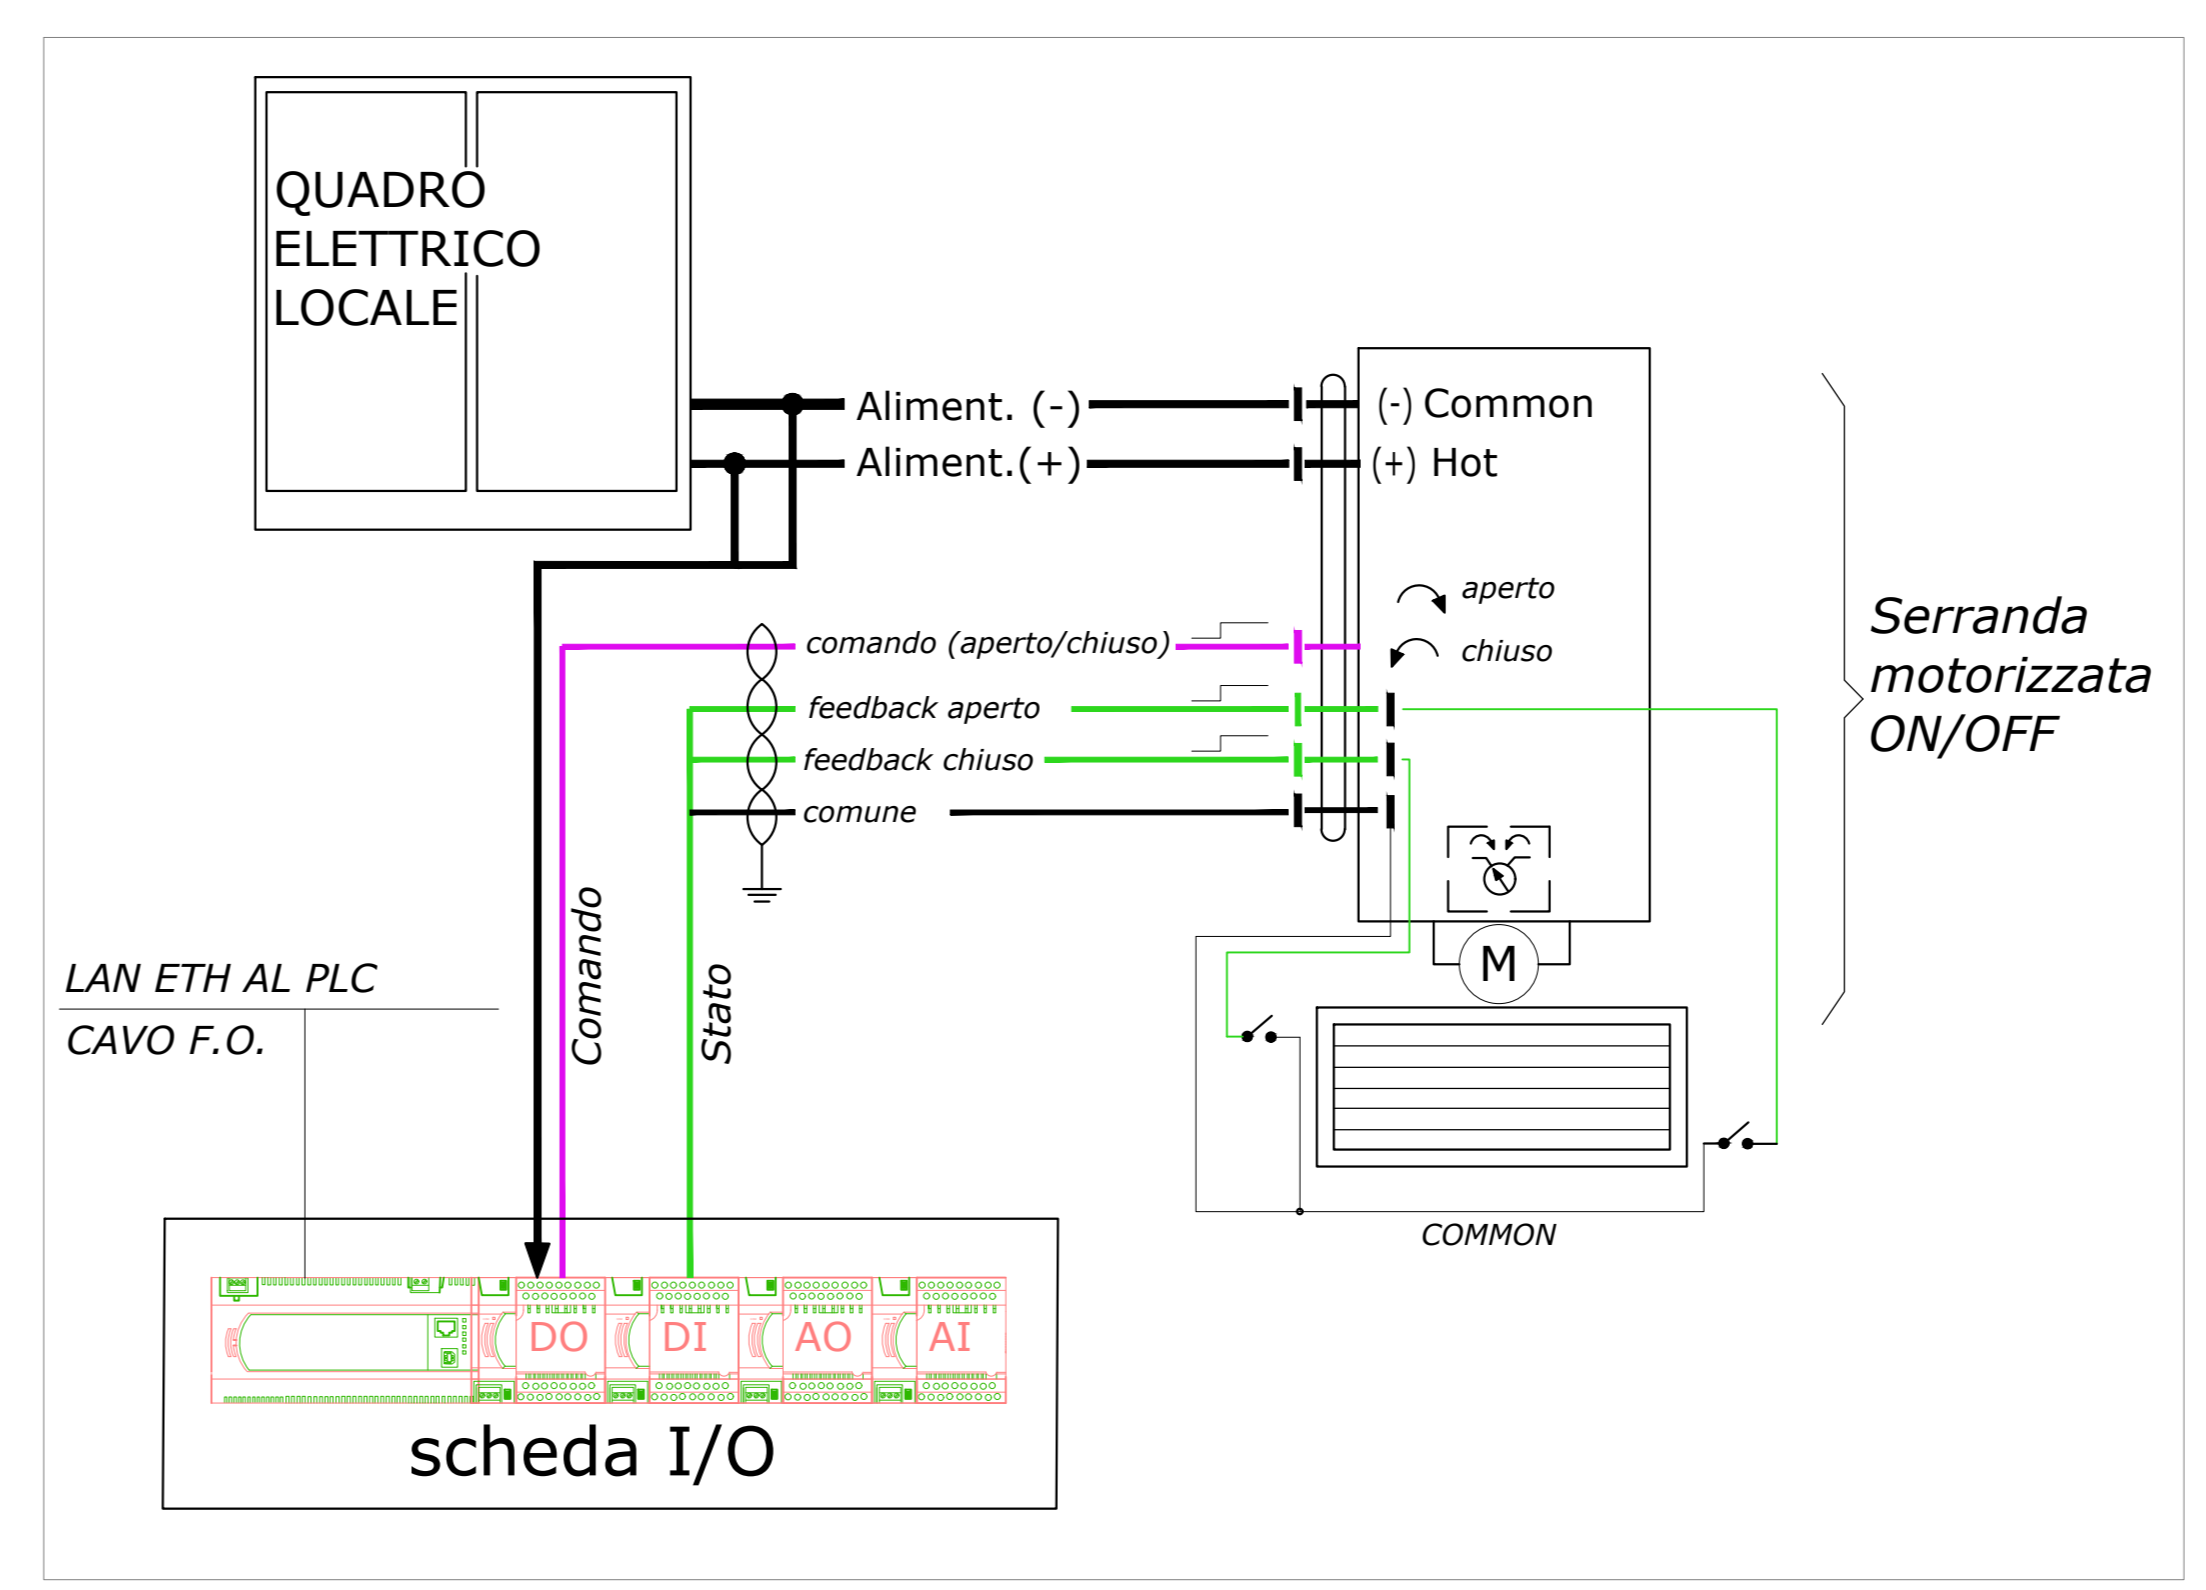 QUADRO
ELETTRICO
LOCALE
Aliment. (-)
(-) Common
Aliment.(+)
(+) Hot
aperto
comando (aperto/chiuso)
chiuso
feedback aperto
feedback chiuso
comune
Serranda
motorizzata
ON/OFF
Comando
Stato
M
LAN ETH AL PLC
CAVO F.O.
COMMON
DO
DI
AO
AI
scheda I/O